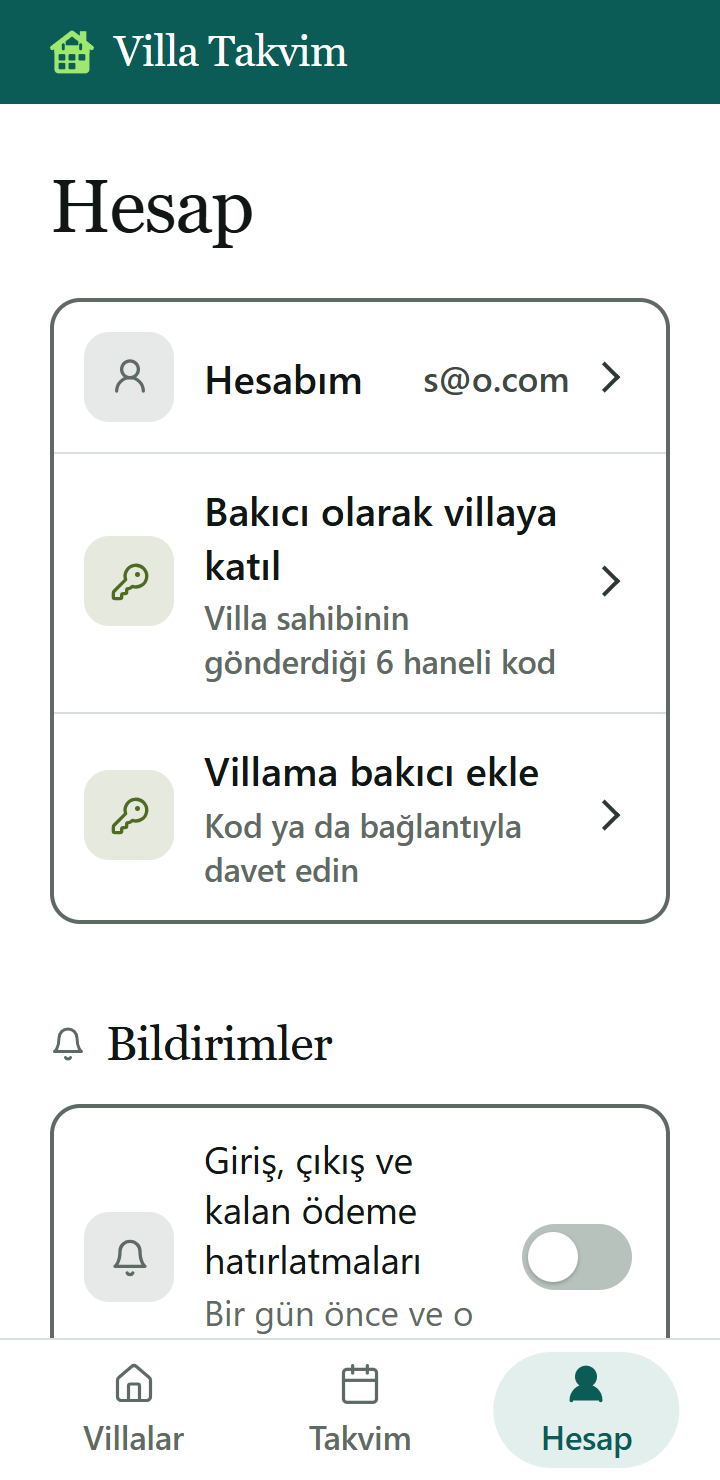 Villa Takvim
Hesap
Hesabım s@o.com
Bakıcı olarak villaya
katıl
Villa sahibinin
gönderdiği 6 haneli kod
Villama bakıcı ekle
Kod ya da bağlantıyla
davet edin
Bildirimler
Giriş, çıkış ve
kalan ödeme
hatırlatmaları
Bir gün önce ve o
Villalar Takvim Hesap